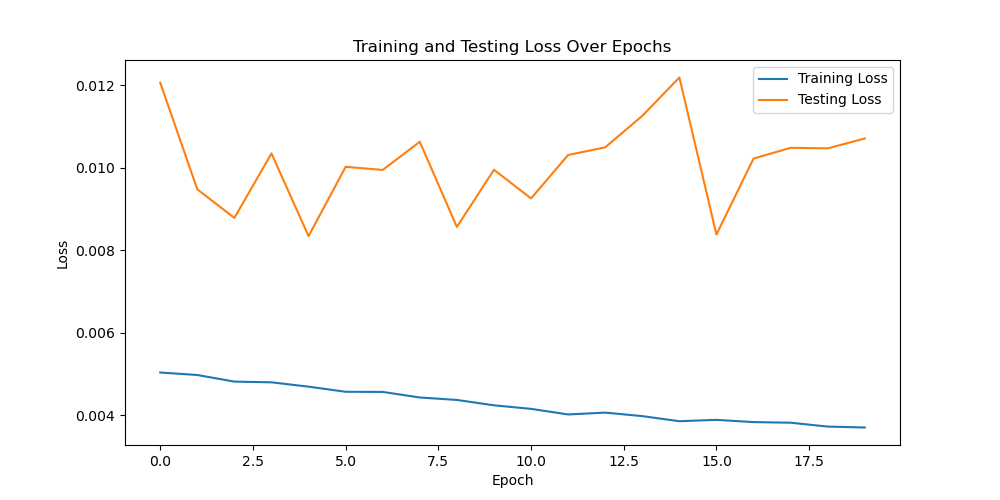 Training and Testing Loss Over Epochs
Training Loss
Testing Loss
0.012
0.010
0.008
0.006
0.004
Loss
0.0 2.5 5.0 7.5 10.0 12.5 15.0 17.5
Epoch